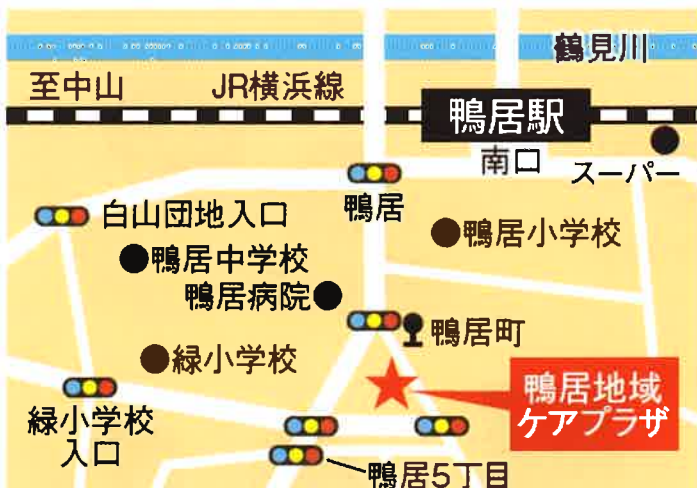 鶴見川
至中山
JR横浜線
鴨居駅
南口
スーパー
鴨居
白山団地入口
鴨居小学校
鴨居中学校
鴨居病院
鴨居町
緑小学校
鴨居地域
ケアプラザ
緑小学校
入口
鴨居5丁目